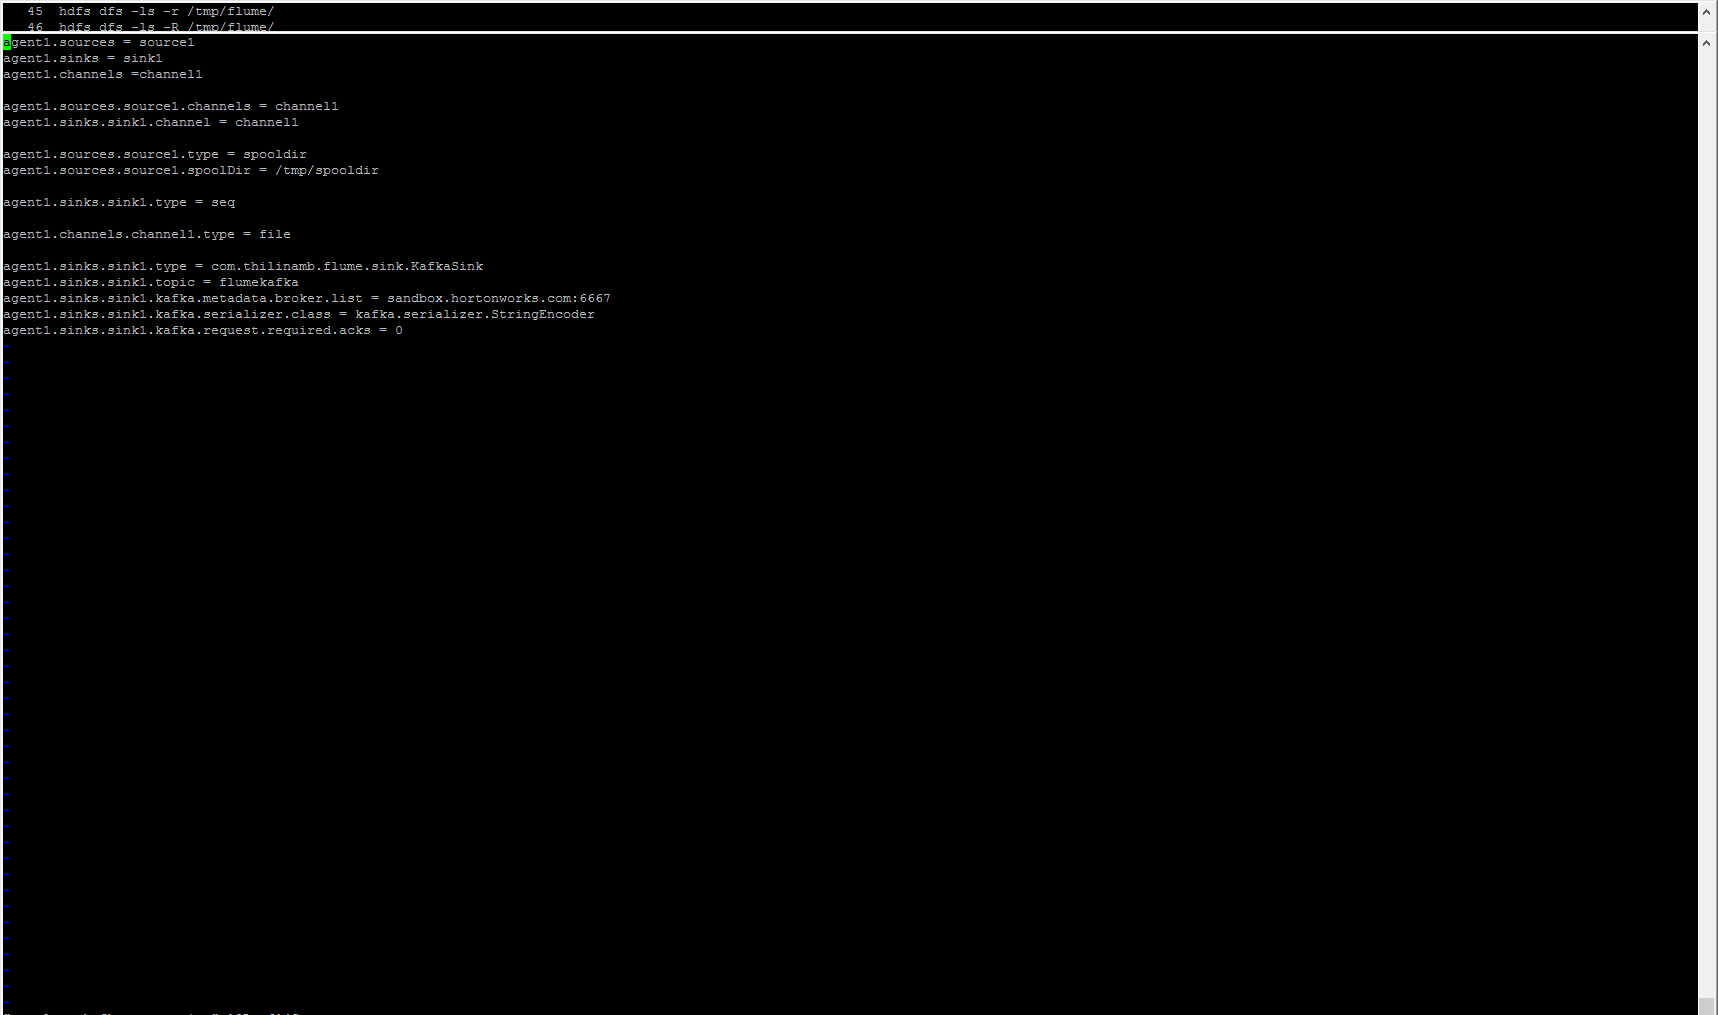 45  hdfs dfs -ls -r /tmp/flume/
46  hdfs dfs -ls -R /tmp/flume/
agent1.sources = source1
agent1.sinks = sink1
agent1.channels =channel1
agent1.sources.source1.channels = channel1
agent1.sinks.sink1.channel = channel1
agent1.sources.source1.type = spooldir
agent1.sources.source1.spoolDir = /tmp/spooldir
agent1.sinks.sink1.type = seq
agent1.channels.channel1.type = file
agent1.sinks.sink1.type = com.thilinamb.flume.sink.KafkaSink
agent1.sinks.sink1.topic = flumekafka
agent1.sinks.sink1.kafka.metadata.broker.list = sandbox.hortonworks.com:6667
agent1.sinks.sink1.kafka.serializer.class = kafka.serializer.StringEncoder
agent1.sinks.sink1.kafka.request.required.acks = 0